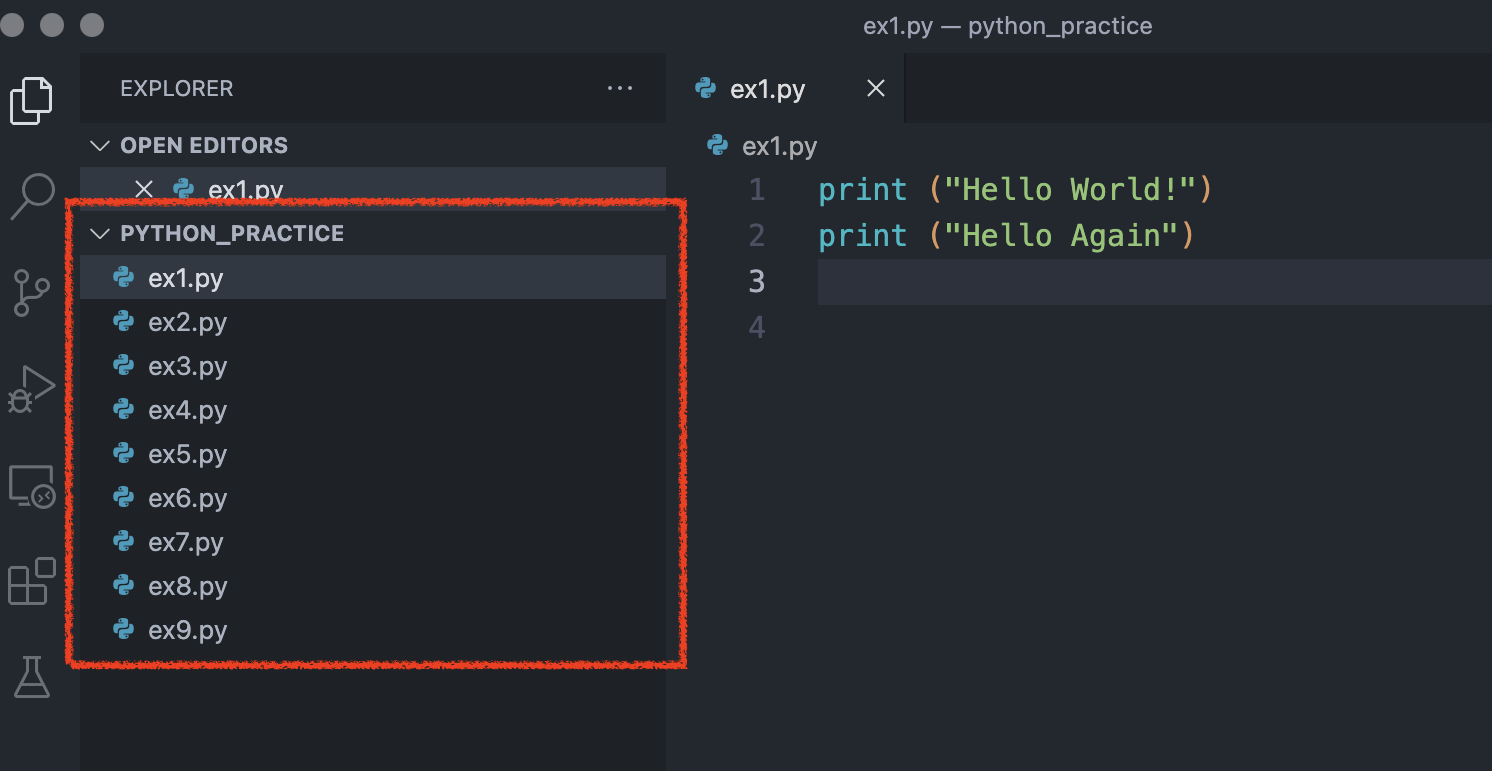 ex1.py — python_practice
EXPLORER
OPEN EDITORS
ex1.py
PYTHON_PRACTICE
ex1.py
ex2.py
ex3.py
ex4.py
ex5.py
ex6.py
ex7.py
ex8.py
ex9.py
ex1.py
ex1.py
1 print ("Hello World!")
2 print ("Hello Again")
3
4